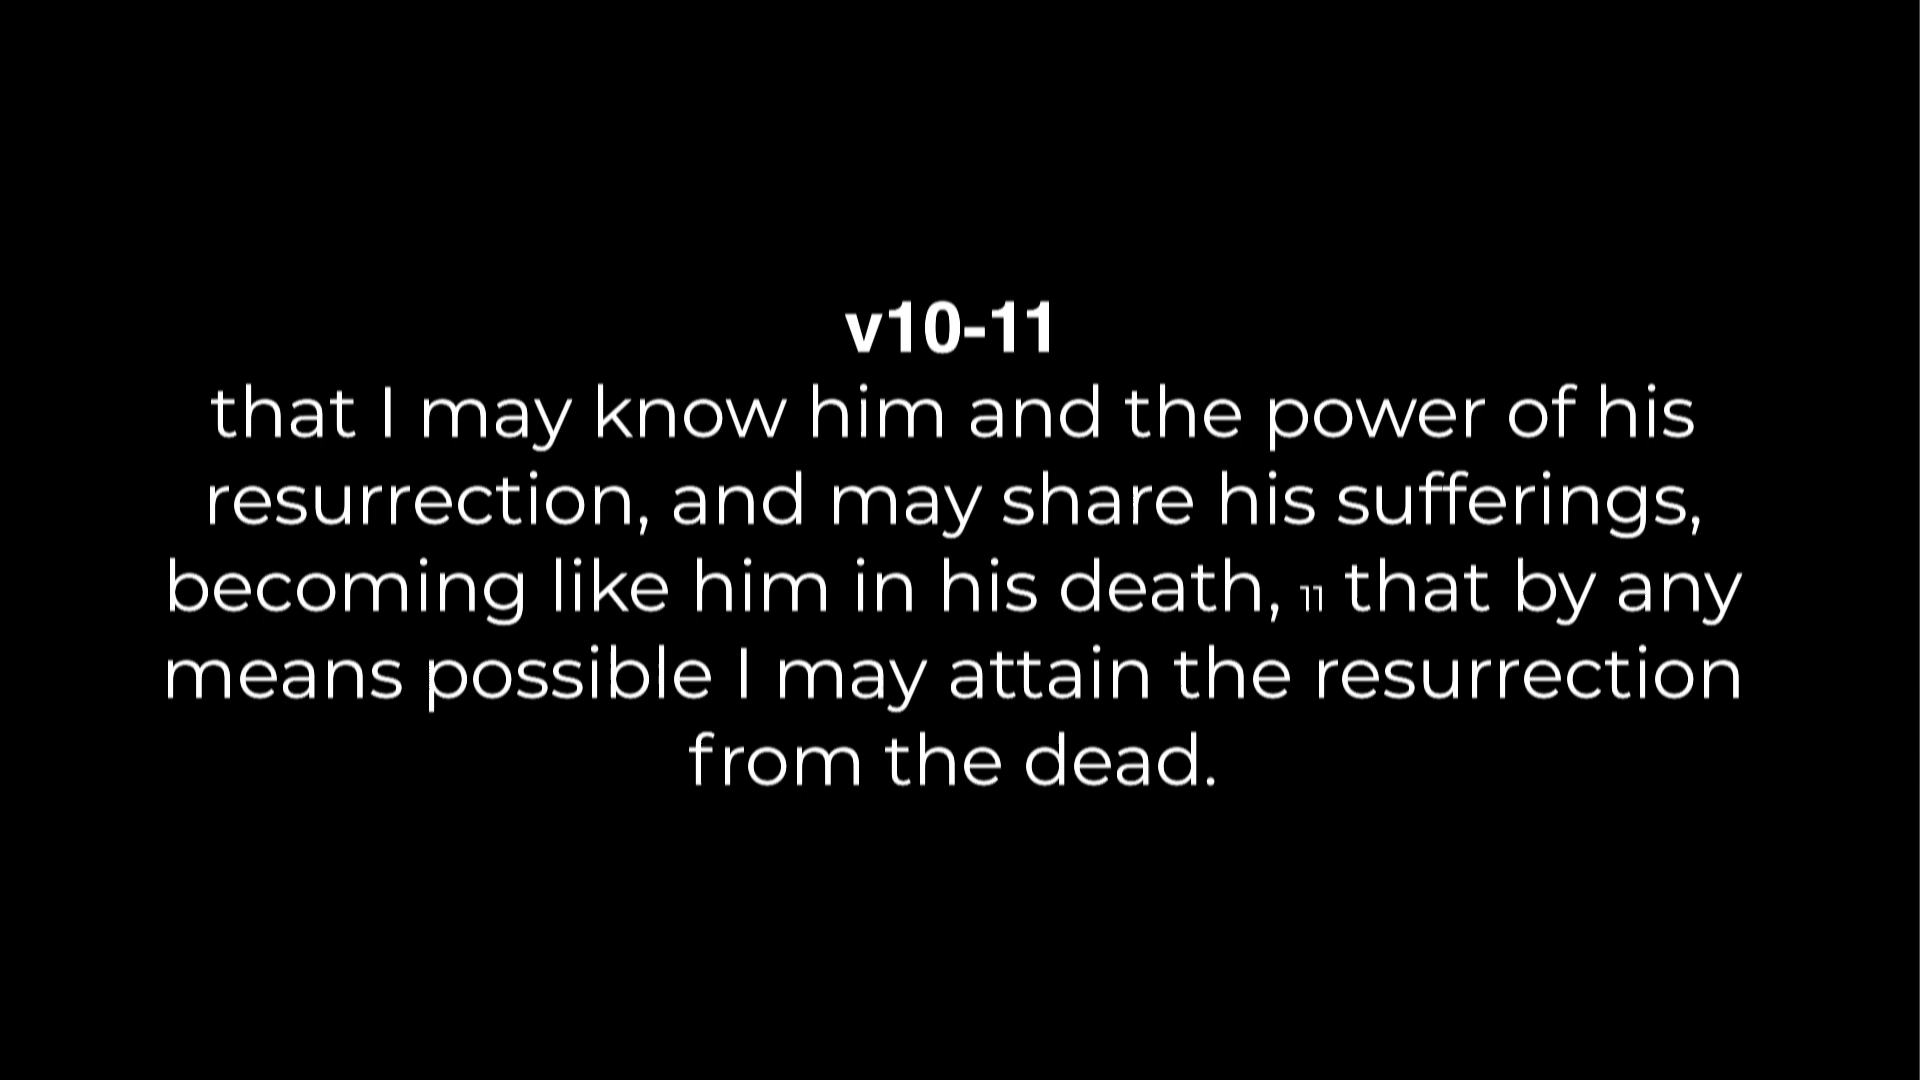 v10-11
that I may know him and the power of his
resurrection, and may share his sufferings,
becoming like him in his death, 11 that by any
means possible I may attain the resurrection
from the dead.